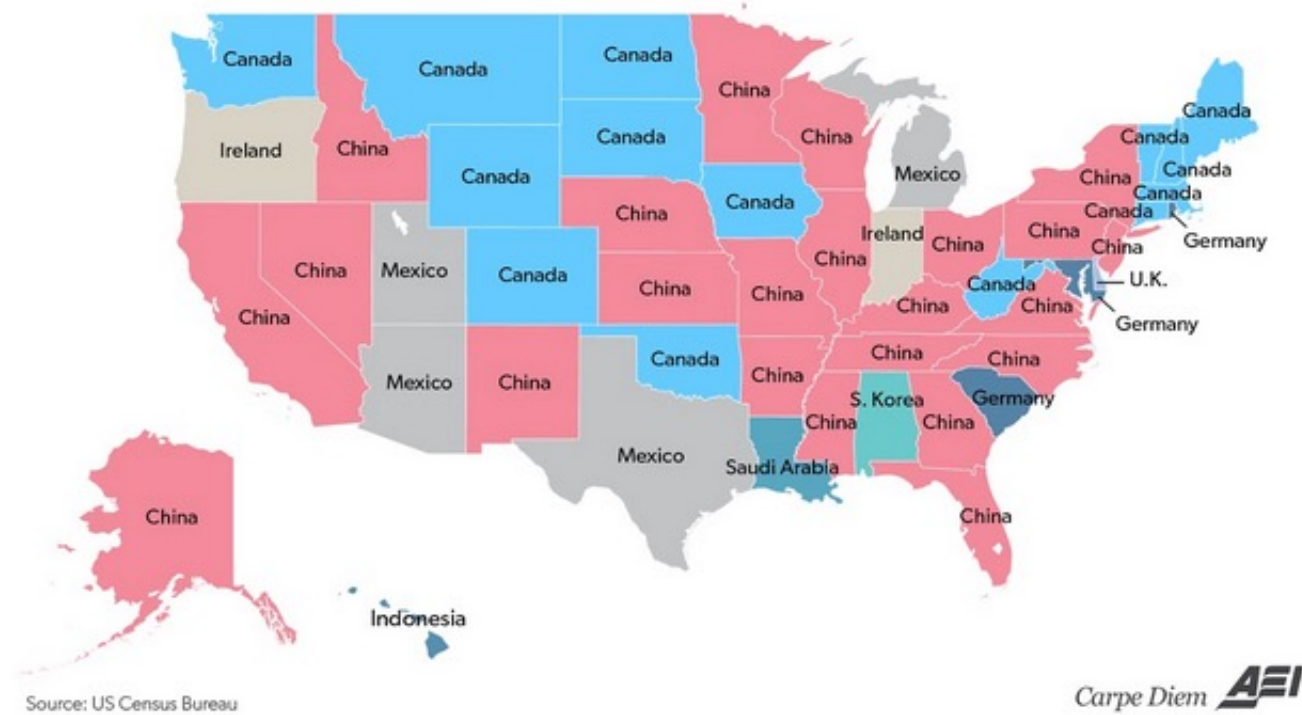 Canada
Canada
Canada
China
Canada
Ireland
China
Canada
China
Canada
Canada
Canada
Mexico
China
Canada
Canada
China
Canada
Ireland
China
China
China
Germany
China
Mexico
Canada
China
China
China
Canada
U.K.
China
China
China
Germany
Mexico
China
Canada
China
China
China
S. Korea
Germany
China
China
Mexico
Saudi Arabia
China
China
Indonesia
Source: US Census Bureau
Carpe Diem AEI